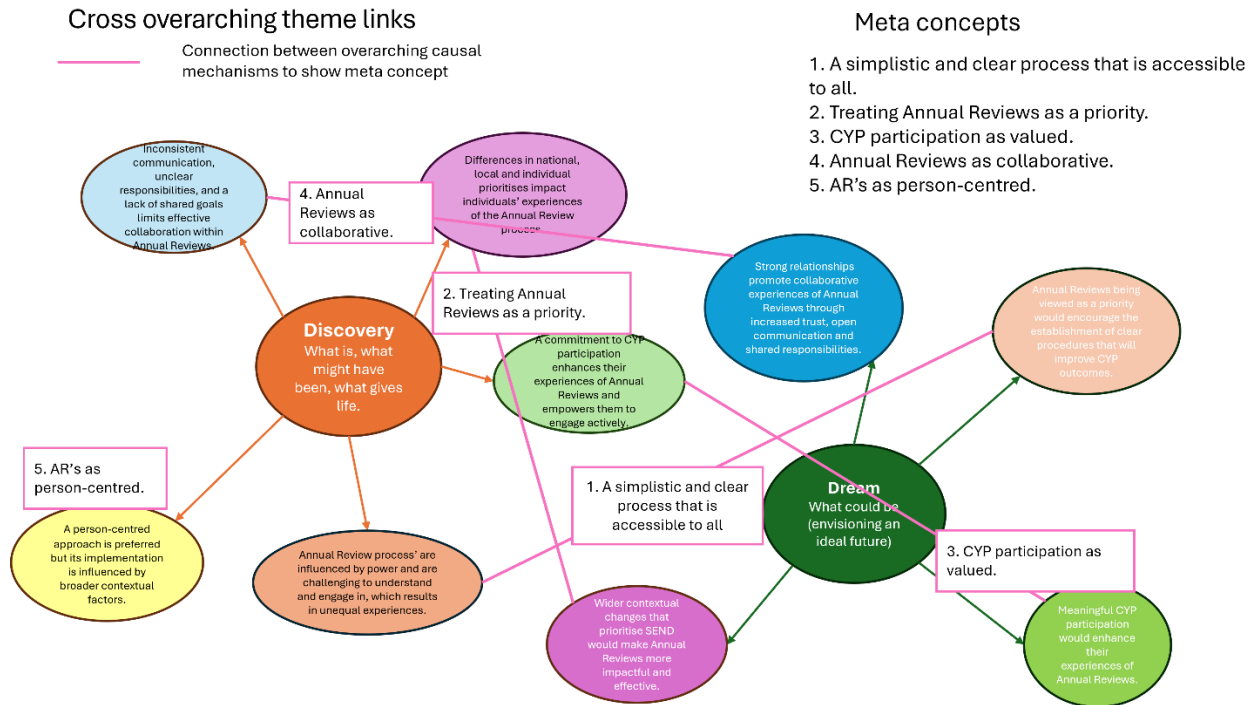 Cross overarching theme links
Connection between overarching causal
mechanisms to show meta concept
Meta concepts
1. A simplistic and clear process that is accessible
to all.
2. Treating Annual Reviews as a priority.
3. CYP participation as valued.
4. Annual Reviews as collaborative.
5. AR's as person-centred.
Inconsistent
communication,
unclear
responsibilities, and a
lack of shared goals
limits effective
collaboration within
Annual Reviews.
4. Annual
Reviews as
collaborative.
Differences in national,
local and individual
prioritises impact
individuals' experiences
of the Annual Review
process.
Strong relationships
promote collaborative
experiences of Annual
Reviews through
increased trust, open
communication and
shared responsibilities.
Annual Reviews being
viewed as a priority
would encourage the
establishment of clear
procedures that will
improve CYP
outcomes.
2. Treating Annual
Reviews as a priority.
Discovery
What is, what
might have
been, what gives
life.
A commitment to CYP
participation
enhances their
experiences of Annual
Reviews and
empowers them to
engage actively.
5. AR's as
person-centred.
1. A simplistic and clear
process that is
accessible to all
Dream
What could be
(envisioning an
ideal future)
3. CYP participation as
valued.
A person-centred
approach is preferred
but its implementation
is influenced by
broader contextual
factors.
Annual Review process' are
influenced by power and are
challenging to understand
and engage in, which results
in unequal experiences.
Wider contextual
changes that
prioritise SEND
would make Annual
Reviews more
impactful and
effective.
Meaningful CYP
participation
would enhance
their
experiences of
Annual Reviews.